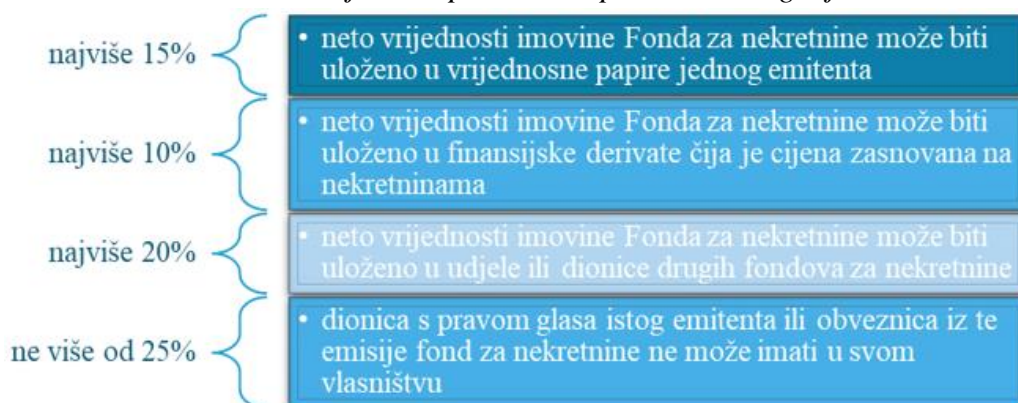 najviše 15%
• neto vrijednosti imovine Fonda za nekretnine može biti
uloženo u vrijednosne papire jednog emitenta
najviše 10%
• neto vrijednosti imovine Fonda za nekretnine može biti
uloženo u finansijske derivate čija je cijena zasnovana na
nekretninama
najviše 20%
• neto vrijednosti imovine Fonda za nekretnine može biti
uloženo u udjele ili dionice drugih fondova za nekretnine
ne više od 25%
• dionica s pravom glasa istog emitenta ili obveznica iz te
emisije fond za nekretnine ne može imati u svom
vlasništvu